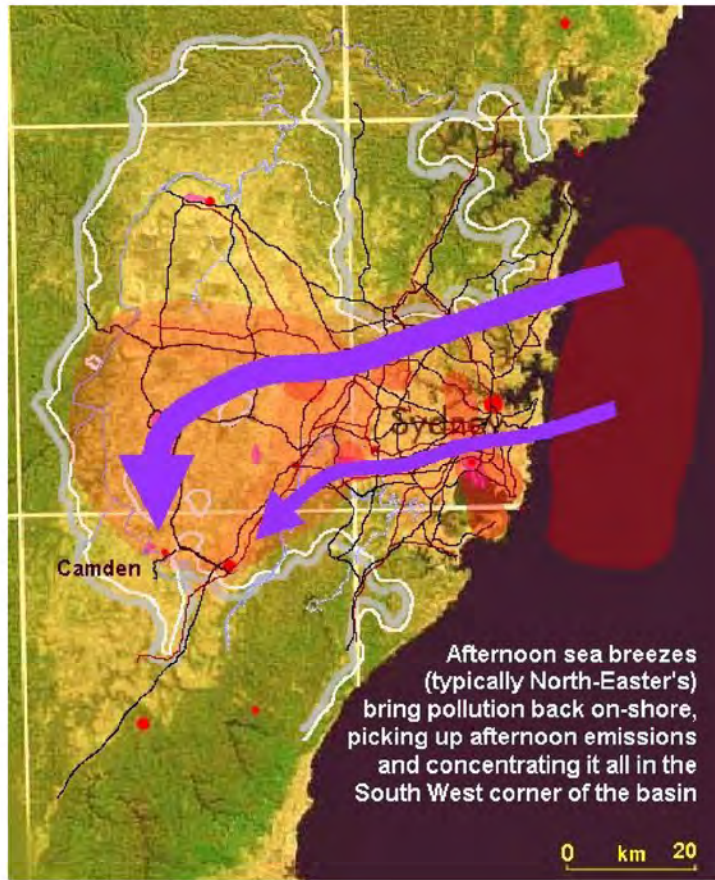 Sydney
Camden
Afternoon sea breezes
(typically North-Easter's)
bring pollution back on-shore,
picking up afternoon emissions
and concentrating it all in the
South West corner of the basin
0 km 20